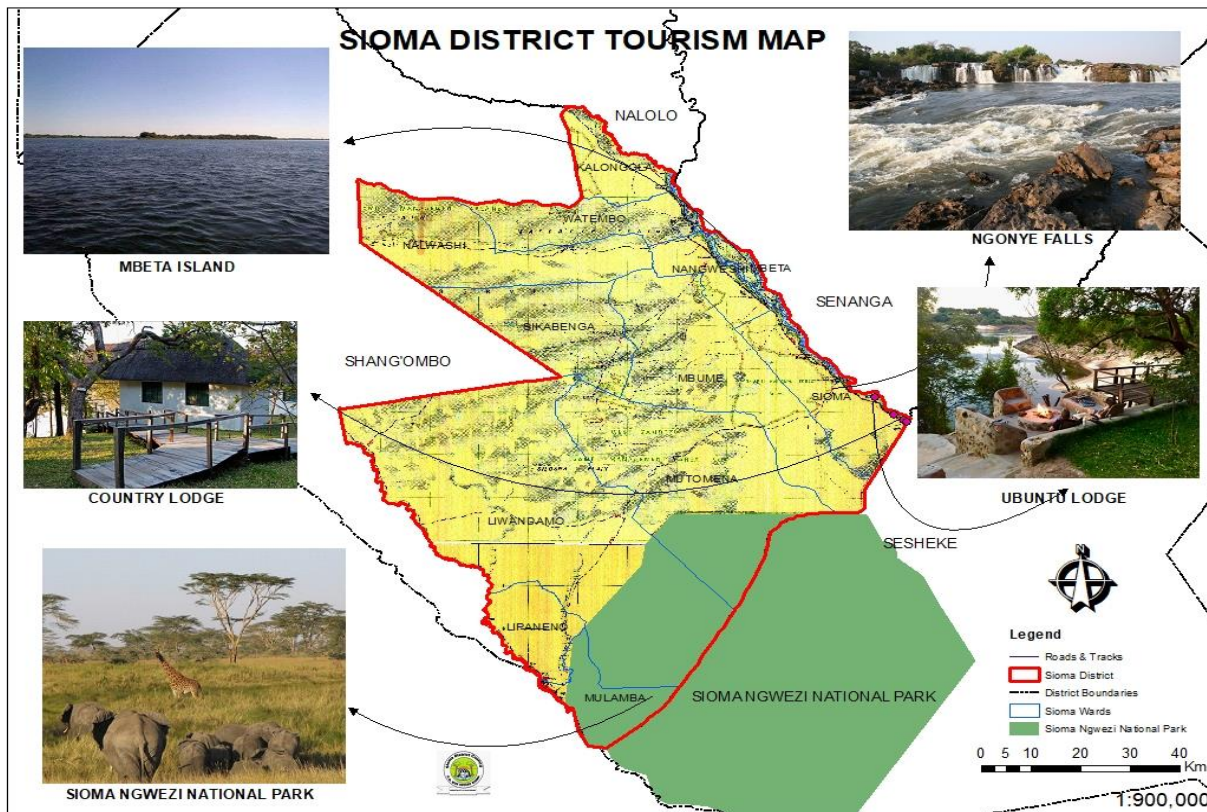 SIOMA DISTRICT TOURISM MAP
NALOLO
KALONGOLA
WATEMBO
NALWASHI
MBETA ISLAND
NGONYE FALLS
NANGWESHI
MBETA
SENANGA
SIKABENGA
SHANG'OMBO
MBUME
SIOMA
COUNTRY LODGE
MUTOMENA
UBUNTU LODGE
LIWANDAMO
SESHEKE
N
Legend
Roads & Tracks
Sioma District
District Boundaries
Sioma Wards
Sioma Ngwezi National Park
LIPANENO
MULAMBA
SIOMA NGWEZI NATIONAL PARK
0 5 10 20 30 40
Km
SIOMA NGWEZI NATIONAL PARK
1:900,000